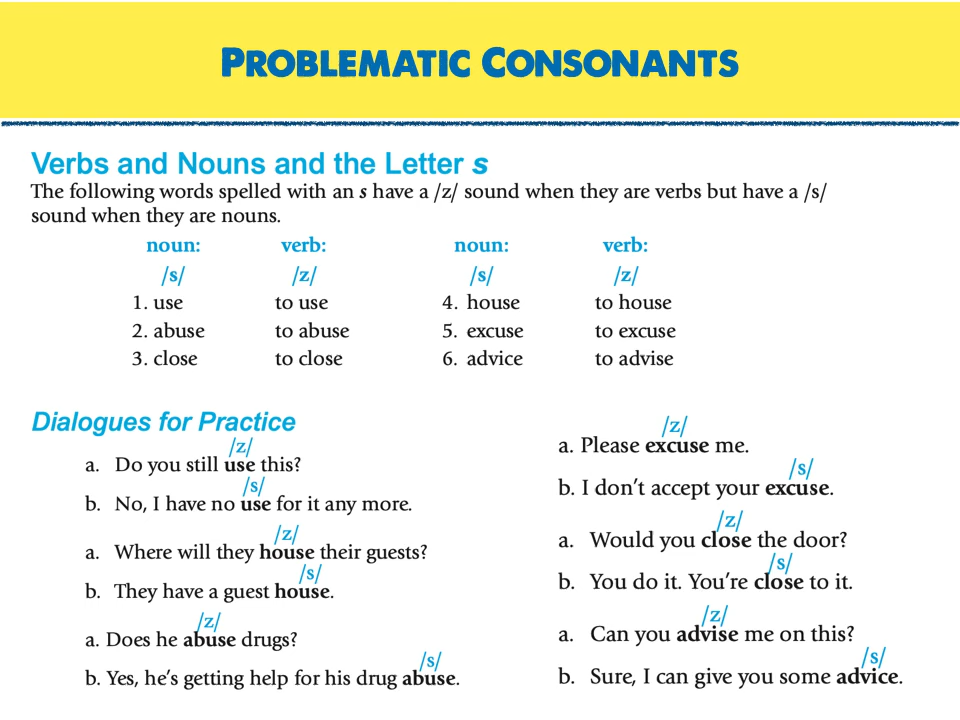 PROBLEMATIC CONSONANTS
Verbs and Nouns and the Letter s
The following words spelled with an s have a /z/ sound when they are verbs but have a /s/
sound when they are nouns.
noun: verb: noun: verb:
/s/ /z/ /s/ /z/
1. use to use 4. house to house
2. abuse to abuse 5. excuse to excuse
3. close to close 6. advice to advise
Dialogues for Practice
/z/
a. Do you still use this?
/s/
b. No, I have no use for it any more.
/z/
a. Where will they house their guests?
/s/
b. They have a guest house.
/z/
a. Does he abuse drugs?
/s/
b. Yes, he's getting help for his drug abuse.
/z/
a. Please excuse me.
/s/
b. I don't accept your excuse.
/z/
a. Would you close the door?
/s/
b. You do it. You're close to it.
/z/
a. Can you advise me on this?
/s/
b. Sure, I can give you some advice.